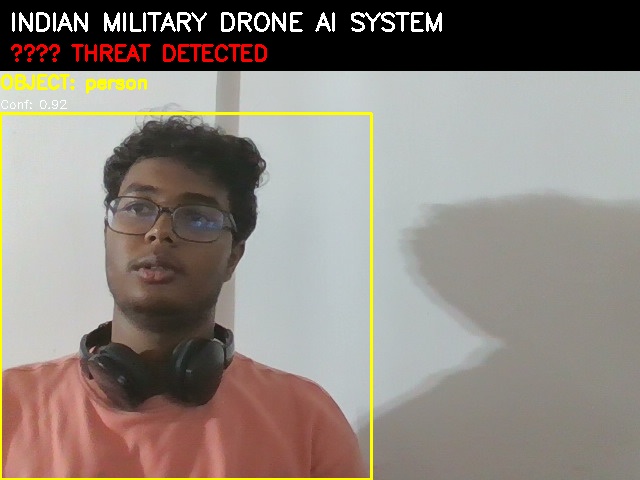 INDIAN MILITARY DRONE AI SYSTEM
???? THREAT DETECTED
OBJECT: person
Conf: 0.92